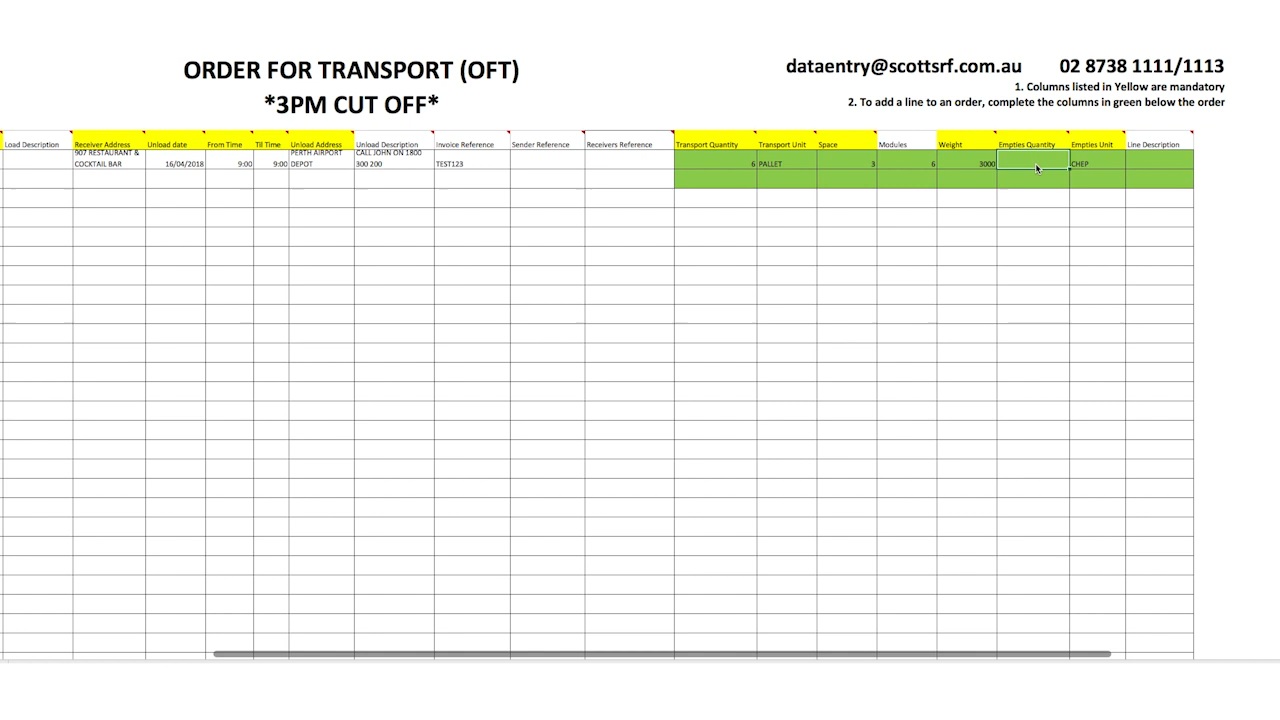 ORDER FOR TRANSPORT (OFT)
*3PM CUT OFF*
dataentry@scottsrf.com.au 02 8738 1111/1113
1. Columns listed in Yellow are mandatory
2. To add a line to an order, complete the columns in green below the order
Load Description Receiver Address Unload date From Time Til Time Unload Address Unload Description Invoice Reference Sender Reference Receivers Reference Transport Quantity Transport Unit Space Modules Weight Empties Quantity Empties Unit Line Description
907 RESTAURANT & PERTH AIRPORT CALL JOHN ON 1800
COCKTAIL BAR 16/04/2018 9:00 9:00 DEPOT 300 200 TEST123 6 PALLET 3 6 3000 CHEP